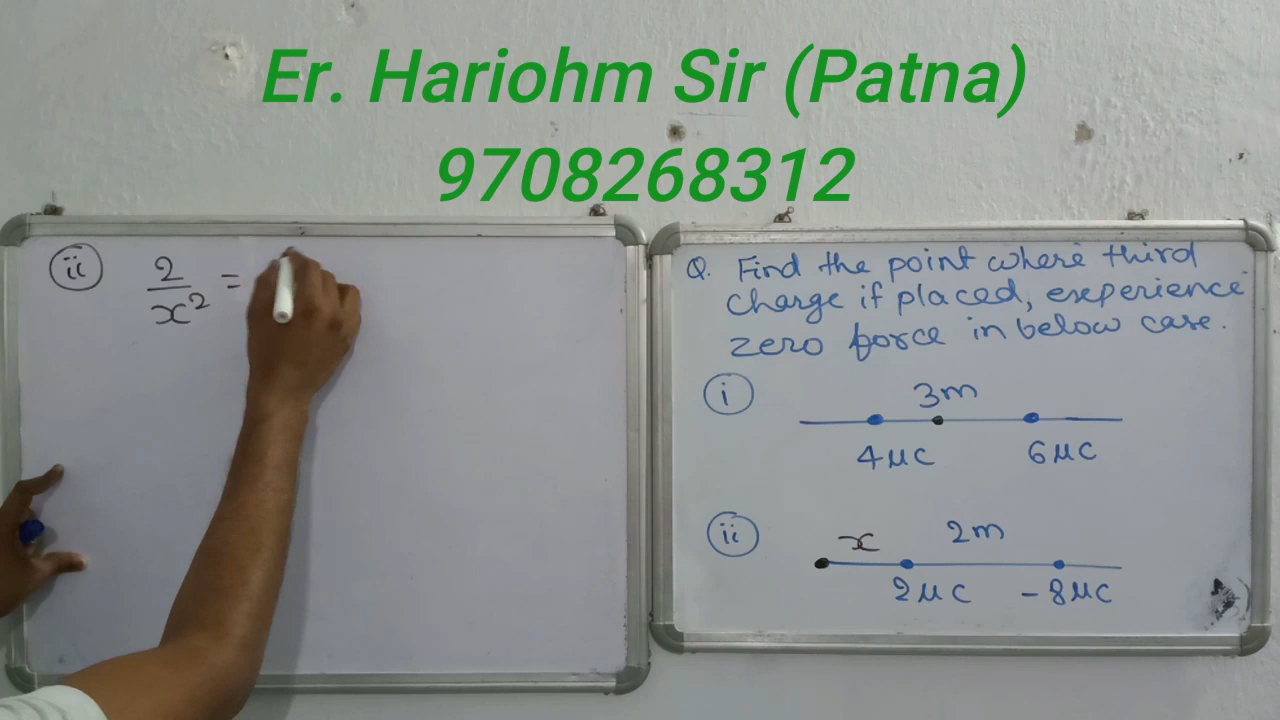 Er. Hariohm Sir (Patna)
9708268312
ii 2/x² =
Q. Find the point where third
charge if placed, experience
zero force in below case.
i
3m
4μc 6μc
ii
x 2m
2μc -8μc